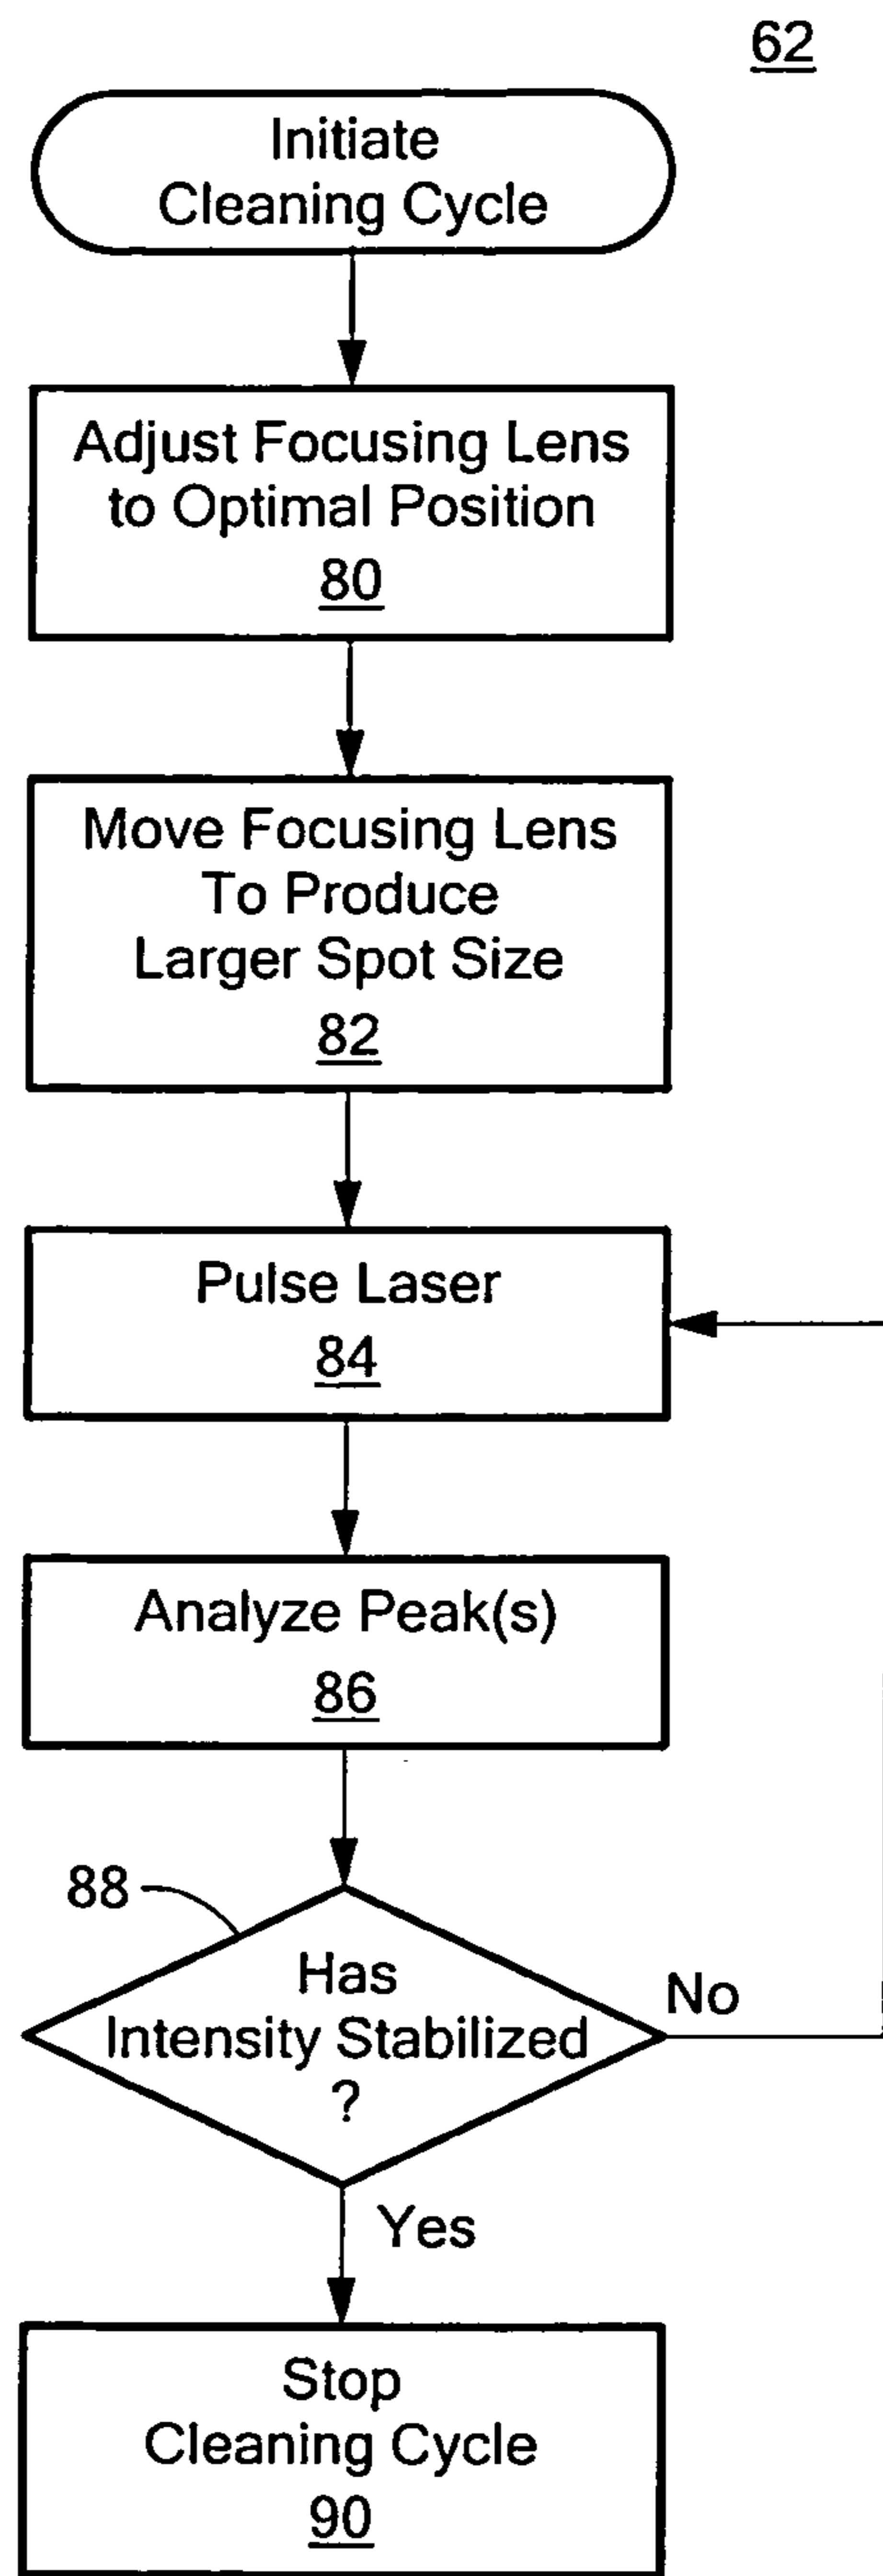 62
Initiate
Cleaning Cycle
Adjust Focusing Lens
to Optimal Position
80
Move Focusing Lens
To Produce
Larger Spot Size
82
Pulse Laser
84
Analyze Peak(s)
86
88
Has
Intensity Stabilized
?
No
Yes
Stop
Cleaning Cycle
90